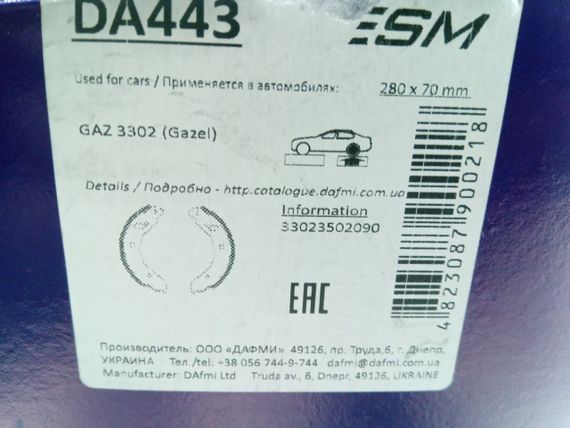 DA443
ESM
Used for cars / Применяется в автомобилях:
280 x 70 mm
GAZ 3302 (Gazel)
Details / Подробно - http.catalogue.dafmi.com.ua
Information
33023502090
EAC
4823087900218
Производитель: ООО «ДАФМИ» 49126, пр. Труда,6, г. Днепр,
УКРАИНА Тел./tel: +38 056 744-9-744 dafmi@dafmi.com.ua
Manufacturer: DAfmi Ltd Truda av., 6, Dnepr, 49126, UKRAINE